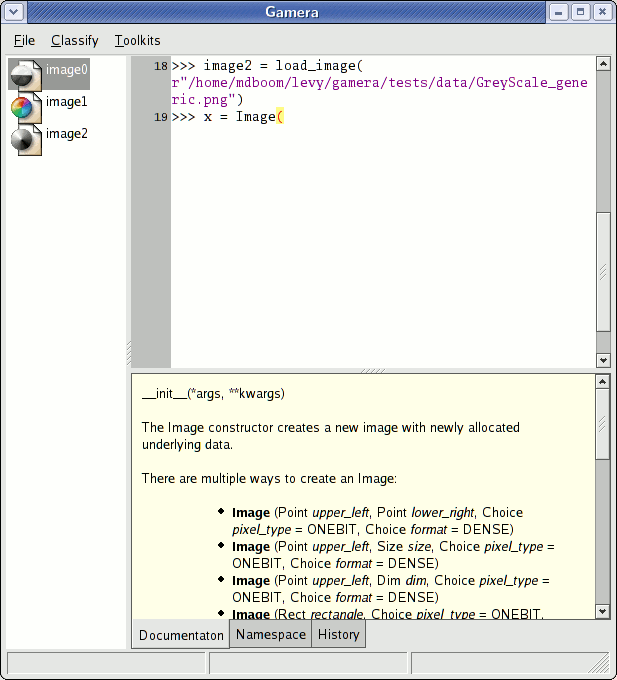 Gamera
File Classify Toolkits
image0
image1
image2
18 >>> image2 = load_image(
r"/home/mdboom/levy/gamera/tests/data/GreyScale_gene
ric.png")
19 >>> x = Image(
__init__(*args, **kwargs)
The Image constructor creates a new image with newly allocated
underlying data.
There are multiple ways to create an Image:
• Image (Point upper_left, Point lower_right, Choice
pixel_type = ONEBIT, Choice format = DENSE)
• Image (Point upper_left, Size size, Choice pixel_type =
ONEBIT, Choice format = DENSE)
• Image (Point upper_left, Dim dim, Choice pixel_type =
ONEBIT, Choice format = DENSE)
• Image (Rect rectangle, Choice pixel_type = ONEBIT,
Documentaton Namespace History